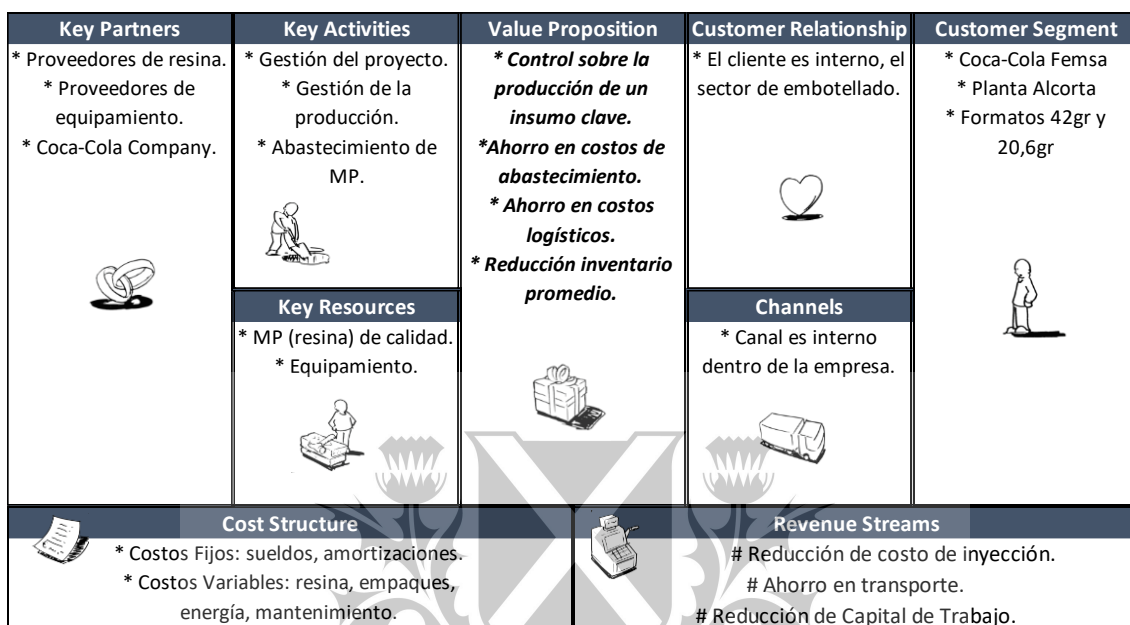 Key Partners
* Proveedores de resina.
* Proveedores de
equipamiento.
* Coca-Cola Company.
Key Activities
* Gestión del proyecto.
* Gestión de la
producción.
* Abastecimiento de
MP.
Key Resources
* MP (resina) de calidad.
* Equipamiento.
Value Proposition
* Control sobre la
producción de un
insumo clave.
*Ahorro en costos de
abastecimiento.
* Ahorro en costos
logísticos.
* Reducción inventario
promedio.
Customer Relationship
* El cliente es interno, el
sector de embotellado.
Channels
* Canal es interno
dentro de la empresa.
Customer Segment
* Coca-Cola Femsa
* Planta Alcorta
* Formatos 42gr y
20,6gr
Cost Structure
* Costos Fijos: sueldos, amortizaciones.
* Costos Variables: resina, empaques,
energía, mantenimiento.
Revenue Streams
# Reducción de costo de inyección.
# Ahorro en transporte.
# Reducción de Capital de Trabajo.